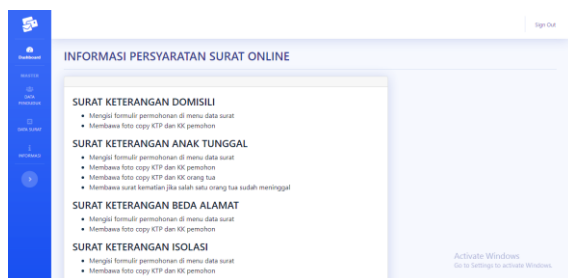 Sign Out
Dashboard
MASTER
DATA
PENDUDUK
DATA SURAT
INFORMASI
INFORMASI PERSYARATAN SURAT ONLINE
SURAT KETERANGAN DOMISILI
Mengisi formulir permohonan di menu data surat
Membawa foto copy KTP dan KK pemohon
SURAT KETERANGAN ANAK TUNGGAL
Mengisi formulir permohonan di menu data surat
Membawa foto copy KTP dan KK orang tua
Membawa foto copy KTP dan KK pemohon
Membawa surat kematian jika salah satu orang tua sudah meninggal
SURAT KETERANGAN BEDA ALAMAT
Mengisi formulir permohonan di menu data surat
Membawa foto copy KTP dan KK pemohon
SURAT KETERANGAN ISOLASI
Mengisi formulir permohonan di menu data surat
Membawa foto copy KTP dan KK pemohon
Activate Windows
Go to Settings to activate Windows.